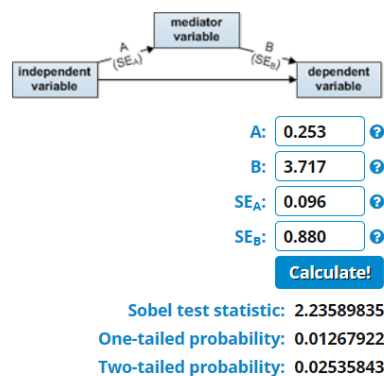 mediator
variable
A
(SEA)
B
(SEB)
independent
variable
dependent
variable
A: 0.253 ?
B: 3.717 ?
SEA: 0.096 ?
SEB: 0.880 ?
Calculate!
Sobel test statistic: 2.23589835
One-tailed probability: 0.01267922
Two-tailed probability: 0.02535843